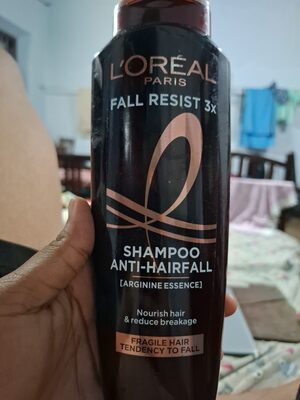 L'ORÉAL
PARIS
FALL RESIST 3X
SHAMPOO
ANTI-HAIRFALL
[ARGININE ESSENCE]
Nourish hair
& reduce breakage
FRAGILE HAIR
TENDENCY TO FALL